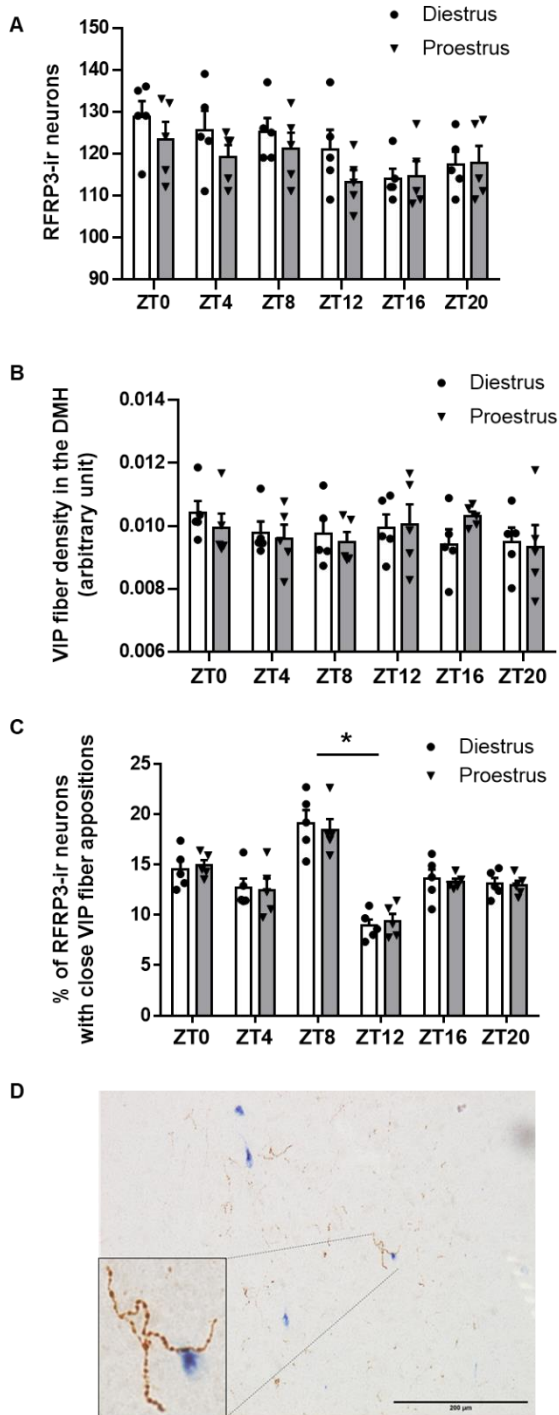 A
Diestrus
Proestrus
RFRP3-ir neurons
150
140
130
120
110
100
90
ZT0 ZT4 ZT8 ZT12 ZT16 ZT20
B
Diestrus
Proestrus
VIP fiber density in the DMH
(arbitrary unit)
0.014
0.012
0.010
0.008
0.006
ZT0 ZT4 ZT8 ZT12 ZT16 ZT20
C
Diestrus
Proestrus
*
% of RFRP3-ir neurons
with close VIP fiber appositions
25
20
15
10
5
0
ZT0 ZT4 ZT8 ZT12 ZT16 ZT20
D
200 µm